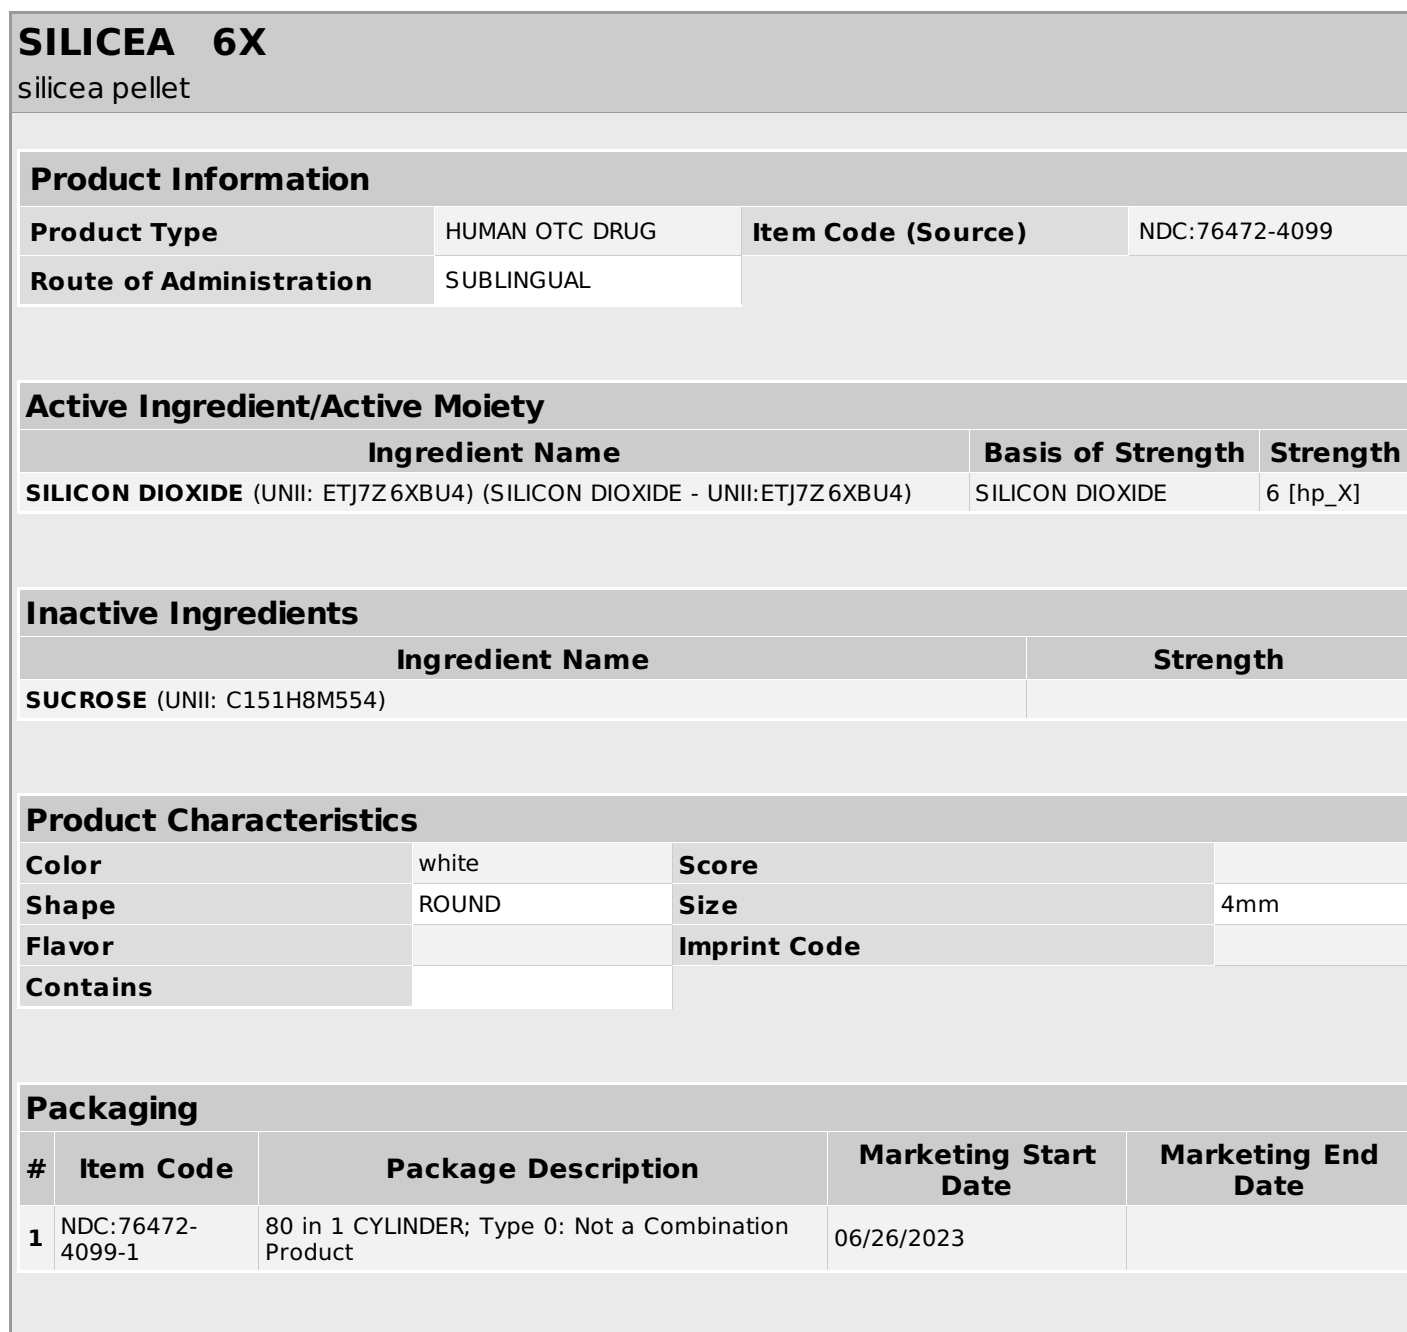 SILICEA 6X
silicea pellet
Product Information
Product Type HUMAN OTC DRUG Item Code (Source) NDC:76472-4099
Route of Administration SUBLINGUAL
Active Ingredient/Active Moiety
Ingredient Name Basis of Strength Strength
SILICON DIOXIDE (UNII: ETJ7Z6XBU4) (SILICON DIOXIDE - UNII:ETJ7Z6XBU4) SILICON DIOXIDE 6 [hp_X]
Inactive Ingredients
Ingredient Name Strength
SUCROSE (UNII: C151H8M554)
Product Characteristics
Color white Score
Shape ROUND Size 4mm
Flavor Imprint Code
Contains
Packaging
# Item Code Package Description Marketing Start Date Marketing End Date
1 NDC:76472-4099-1 80 in 1 CYLINDER; Type 0: Not a Combination Product 06/26/2023